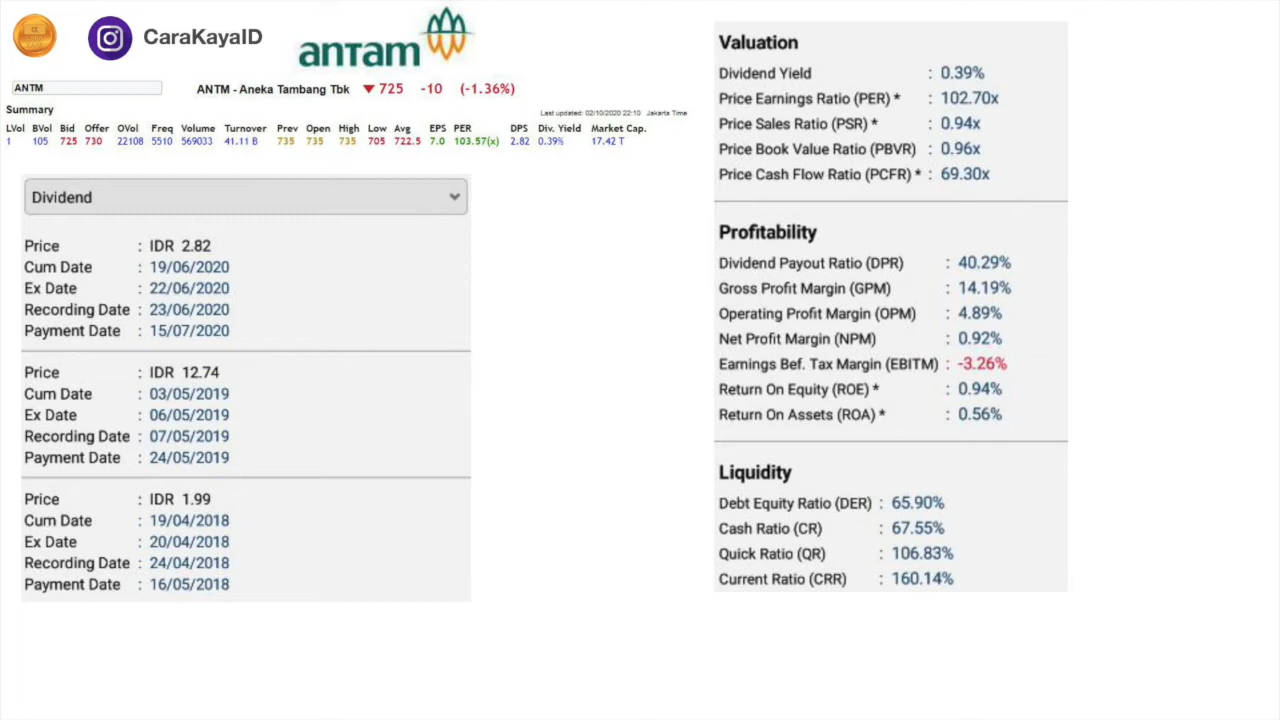 CaraKayaID
antam
ANTM
ANTM - Aneka Tambang Tbk ▼ 725 -10 (-1.36%)
Summary
Last updated: 02/10/2020 22:10 Jakarta Time
LVol BVol Bid Offer OVol Freq Volume Turnover Prev Open High Low Avg EPS PER DPS Div. Yield Market Cap.
1 105 725 730 22108 5510 569033 41.11 B 735 735 735 705 722.5 7.0 103.57(x) 2.82 0.39% 17.42 T
Dividend
Price : IDR 2.82
Cum Date : 19/06/2020
Ex Date : 22/06/2020
Recording Date : 23/06/2020
Payment Date : 15/07/2020
Price : IDR 12.74
Cum Date : 03/05/2019
Ex Date : 06/05/2019
Recording Date : 07/05/2019
Payment Date : 24/05/2019
Price : IDR 1.99
Cum Date : 19/04/2018
Ex Date : 20/04/2018
Recording Date : 24/04/2018
Payment Date : 16/05/2018
Valuation
Dividend Yield : 0.39%
Price Earnings Ratio (PER) * : 102.70x
Price Sales Ratio (PSR) * : 0.94x
Price Book Value Ratio (PBVR) : 0.96x
Price Cash Flow Ratio (PCFR) * : 69.30x
Profitability
Dividend Payout Ratio (DPR) : 40.29%
Gross Profit Margin (GPM) : 14.19%
Operating Profit Margin (OPM) : 4.89%
Net Profit Margin (NPM) : 0.92%
Earnings Bef. Tax Margin (EBITM) : -3.26%
Return On Equity (ROE) * : 0.94%
Return On Assets (ROA) * : 0.56%
Liquidity
Debt Equity Ratio (DER) : 65.90%
Cash Ratio (CR) : 67.55%
Quick Ratio (QR) : 106.83%
Current Ratio (CRR) : 160.14%